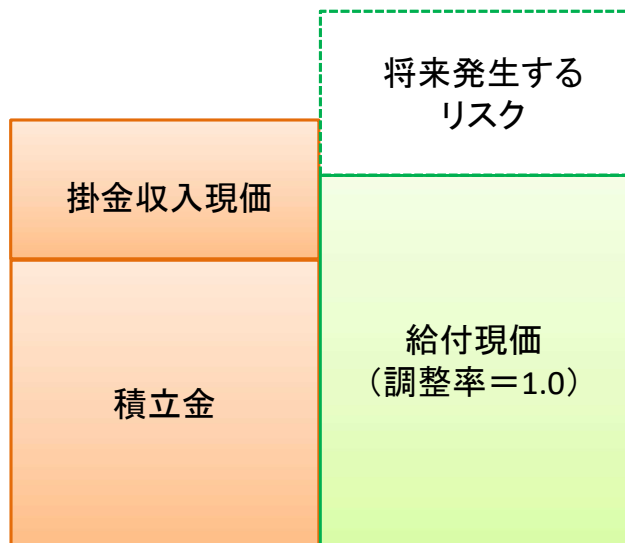 将来発生する
リスク
掛金収入現価
給付現価
（調整率＝1.0）
積立金